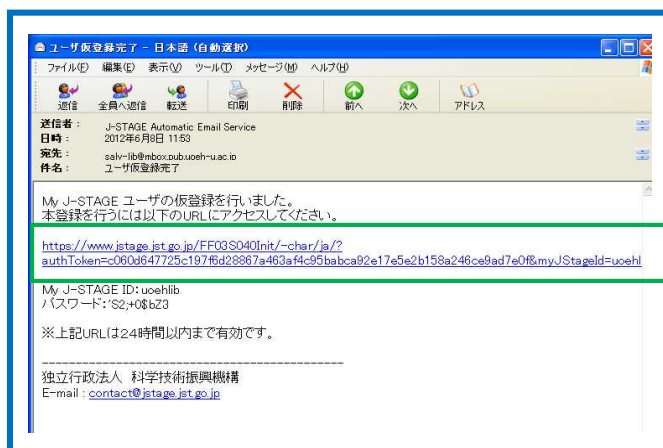 ユーザ仮登録完了 - 日本語 (自動選択)
ファイル(F) 編集(E) 表示(V) ツール(T) メッセージ(M) ヘルプ(H)
返信 全員へ返信 転送 印刷 削除 前へ 次へ アドレス
送信者: J-STAGE Automatic Email Service
日時: 2012年6月8日 11:53
宛先: salv-lib@mbox.pub.uoeh-u.ac.jp
件名: ユーザ仮登録完了
My J-STAGE ユーザの仮登録を行いました。
本登録を行うには以下のURLにアクセスしてください。
https://www.jstage.jst.go.jp/FF03S040Init/-char/ja/?
authToken=c060d647725c197f6d28867a463af4c95babca92e17e5e2b158a246ce9ad7e0f&myJStageId=uoehl
My J-STAGE ID: uoehlib
パスワード:'S2;+0$bZ3
※上記URLは24時間以内まで有効です。
--------------------------------------------------
独立行政法人 科学技術振興機構
E-mail : contact@jstage.jst.go.jp